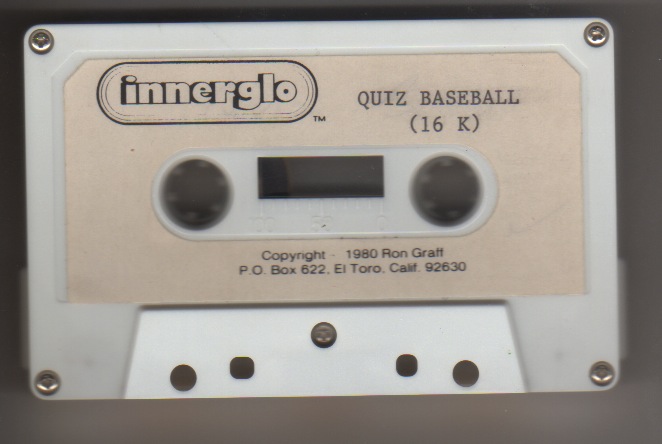 innerglo
TM
QUIZ BASEBALL
(16 K)
Copyright - 1980 Ron Graff
P.O. Box 622, El Toro, Calif. 92630